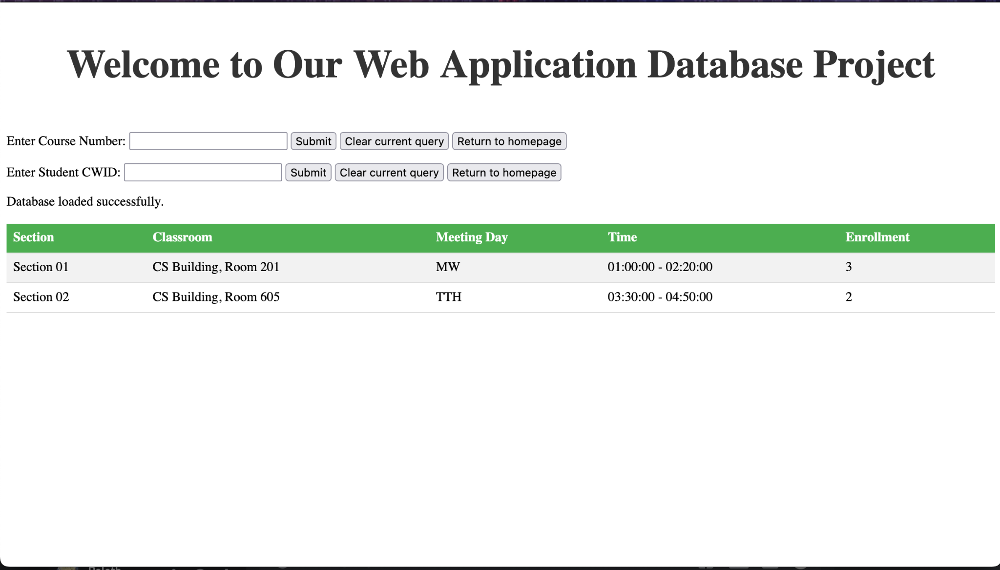 Welcome to Our Web Application Database Project
Enter Course Number: Submit Clear current query Return to homepage
Enter Student CWID: Submit Clear current query Return to homepage
Database loaded successfully.
Section Classroom Meeting Day Time Enrollment
Section 01 CS Building, Room 201 MW 01:00:00 - 02:20:00 3
Section 02 CS Building, Room 605 TTH 03:30:00 - 04:50:00 2